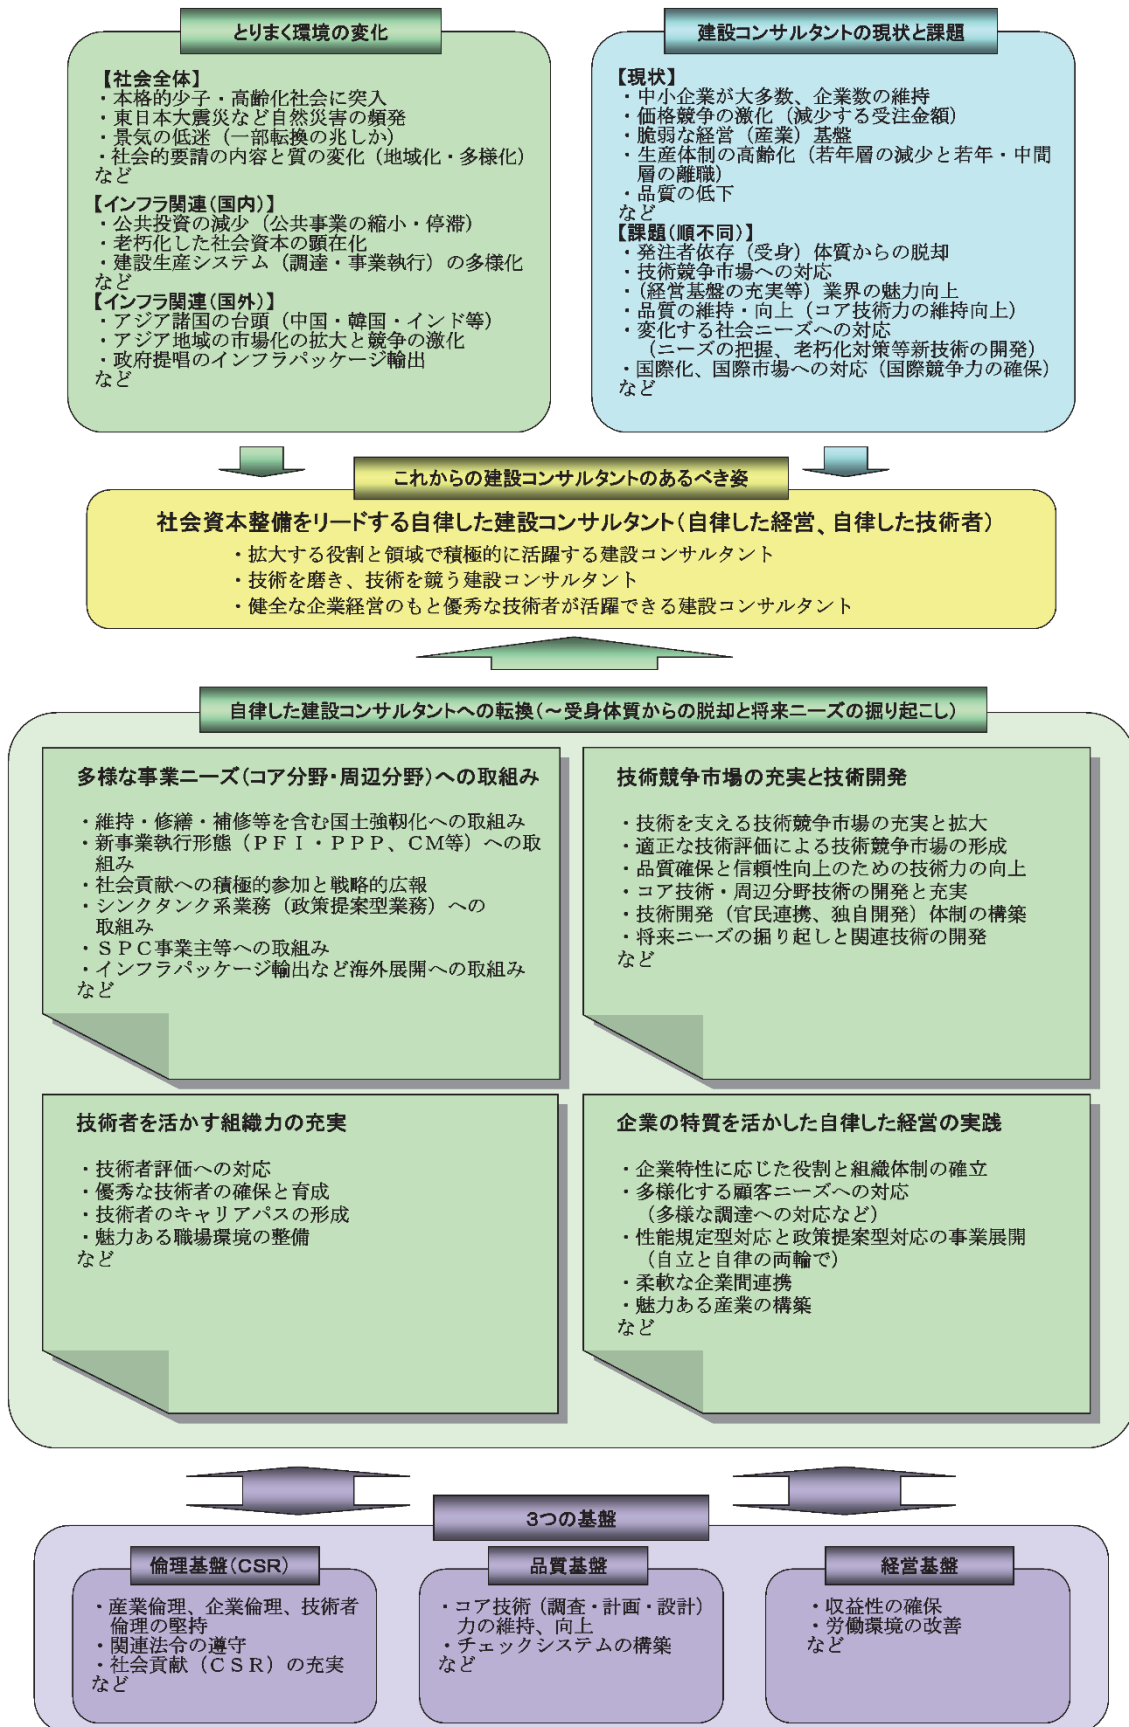 とりまく環境の変化
【社会全体】
・本格的少子・高齢化社会に突入
・東日本大震災など自然災害の頻発
・景気の低迷（一部転換の兆しか）
・社会的要請の内容と質の変化（地域化・多様化）
など
【インフラ関連（国内）】
・公共投資の減少（公共事業の縮小・停滞）
・老朽化した社会資本の顕在化
・建設生産システム（調達・事業執行）の多様化
など
【インフラ関連（国外）】
・アジア諸国の台頭（中国・韓国・インド等）
・アジア地域の市場化の拡大と競争の激化
・政府提唱のインフラパッケージ輸出
など
建設コンサルタントの現状と課題
【現状】
・中小企業が大多数、企業数の維持
・価格競争の激化（減少する受注金額）
・脆弱な経営（産業）基盤
・生産体制の高齢化（若年層の減少と若年・中間
層の離職）
・品質の低下
など
【課題（順不同）】
・発注者依存（受身）体質からの脱却
・技術競争市場への対応
・（経営基盤の充実等）業界の魅力向上
・品質の維持・向上（コア技術力の維持向上）
・変化する社会ニーズへの対応
（ニーズの把握、老朽化対策等新技術の開発）
・国際化、国際市場への対応（国際競争力の確保）
など
これからの建設コンサルタントのあるべき姿
社会資本整備をリードする自律した建設コンサルタント（自律した経営、自律した技術者）
・拡大する役割と領域で積極的に活躍する建設コンサルタント
・技術を磨き、技術を競う建設コンサルタント
・健全な企業経営のもと優秀な技術者が活躍できる建設コンサルタント
自律した建設コンサルタントへの転換（～受身体質からの脱却と将来ニーズの掘り起こし）
多様な事業ニーズ（コア分野・周辺分野）への取組み
・維持・修繕・補修等を含む国土強靱化への取組み
・新事業執行形態（ＰＦＩ・ＰＰＰ、ＣＭ等）への取
組み
・社会貢献への積極的参加と戦略的広報
・シンクタンク系業務（政策提案型業務）への
取組み
・ＳＰＣ事業主等への取組み
・インフラパッケージ輸出など海外展開への取組み
など
技術競争市場の充実と技術開発
・技術を支える技術競争市場の充実と拡大
・適正な技術評価による技術競争市場の形成
・品質確保と信頼性向上のための技術力の向上
・コア技術・周辺分野技術の開発と充実
・技術開発（官民連携、独自開発）体制の構築
・将来ニーズの掘り起しと関連技術の開発
など
技術者を活かす組織力の充実
・技術者評価への対応
・優秀な技術者の確保と育成
・技術者のキャリアパスの形成
・魅力ある職場環境の整備
など
企業の特質を活かした自律した経営の実践
・企業特性に応じた役割と組織体制の確立
・多様化する顧客ニーズへの対応
（多様な調達への対応など）
・性能規定型対応と政策提案型対応の事業展開
（自立と自律の両輪で）
・柔軟な企業間連携
・魅力ある産業の構築
など
３つの基盤
倫理基盤（ＣＳＲ）
・産業倫理、企業倫理、技術者
倫理の堅持
・関連法令の遵守
・社会貢献（ＣＳＲ）の充実
など
品質基盤
・コア技術（調査・計画・設計）
力の維持、向上
・チェックシステムの構築
など
経営基盤
・収益性の確保
・労働環境の改善
など